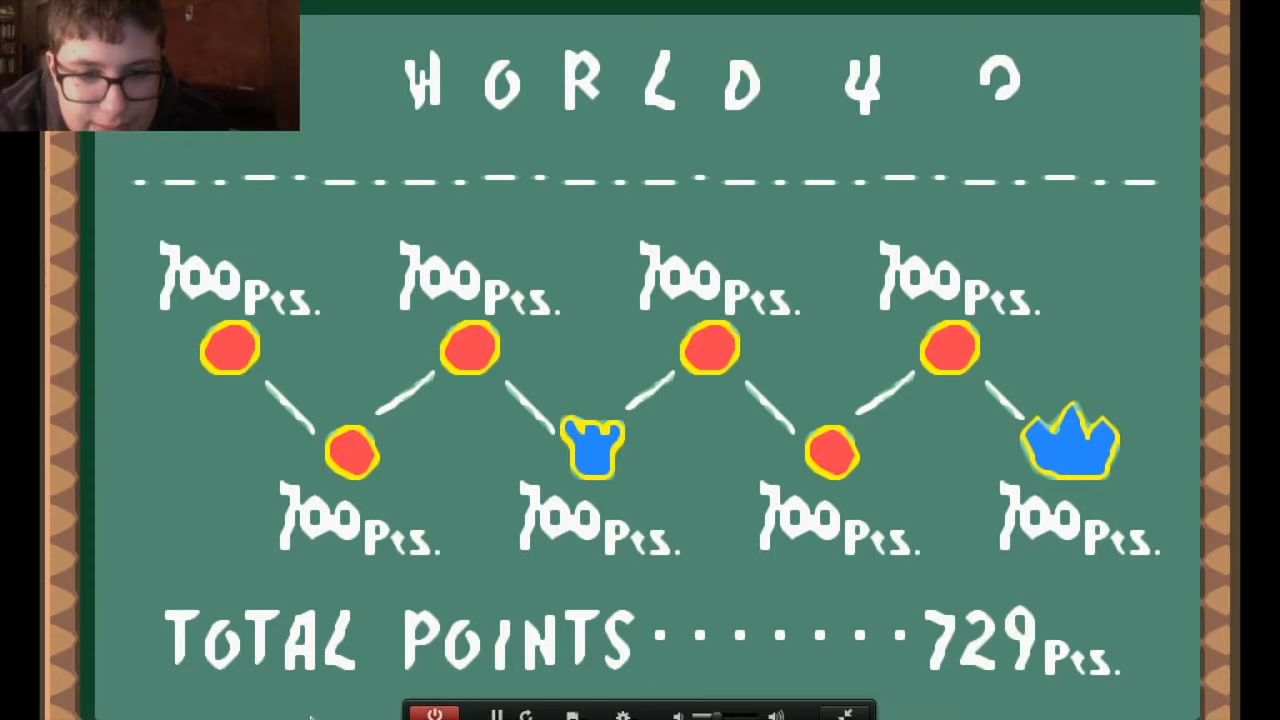 WORLD 4
700Pts. 700Pts. 700Pts. 700Pts.
700Pts. 700Pts. 700Pts. 700Pts.
TOTAL POINTS.......729Pts.